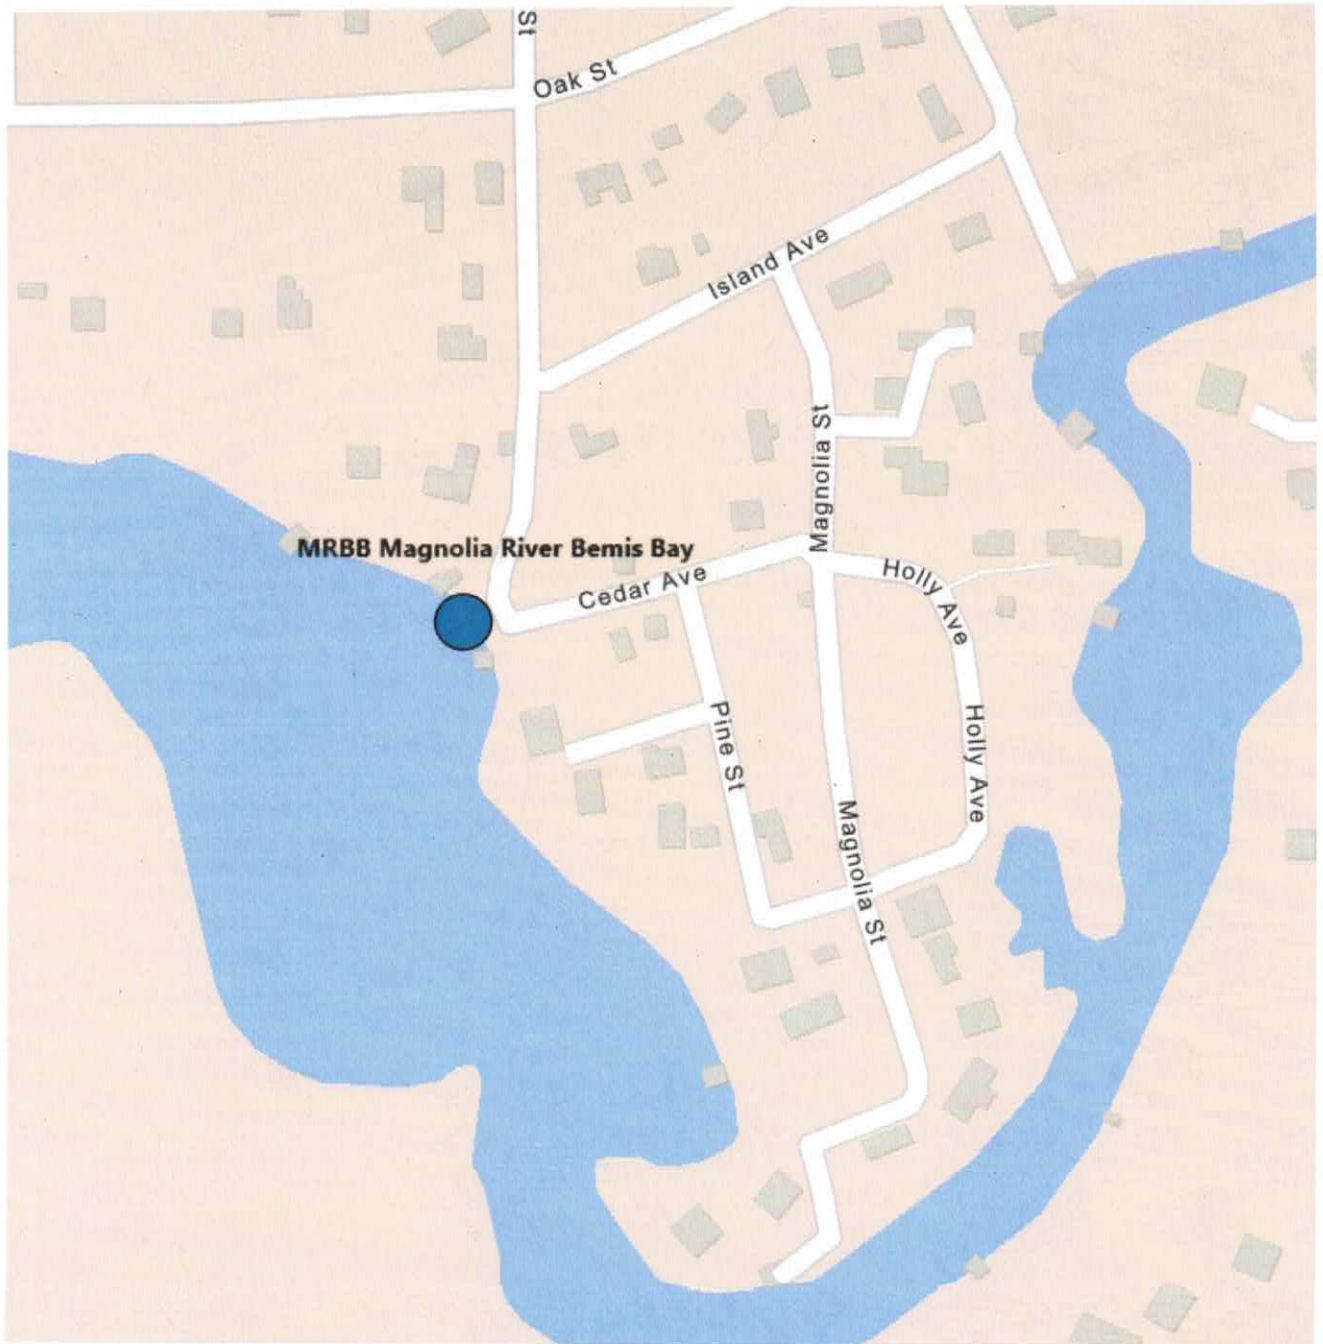 St
Oak St
Island Ave
Magnolia St
MRBB Magnolia River Bemis Bay
Cedar Ave
Holly Ave
Pine St
Holly Ave
Magnolia St